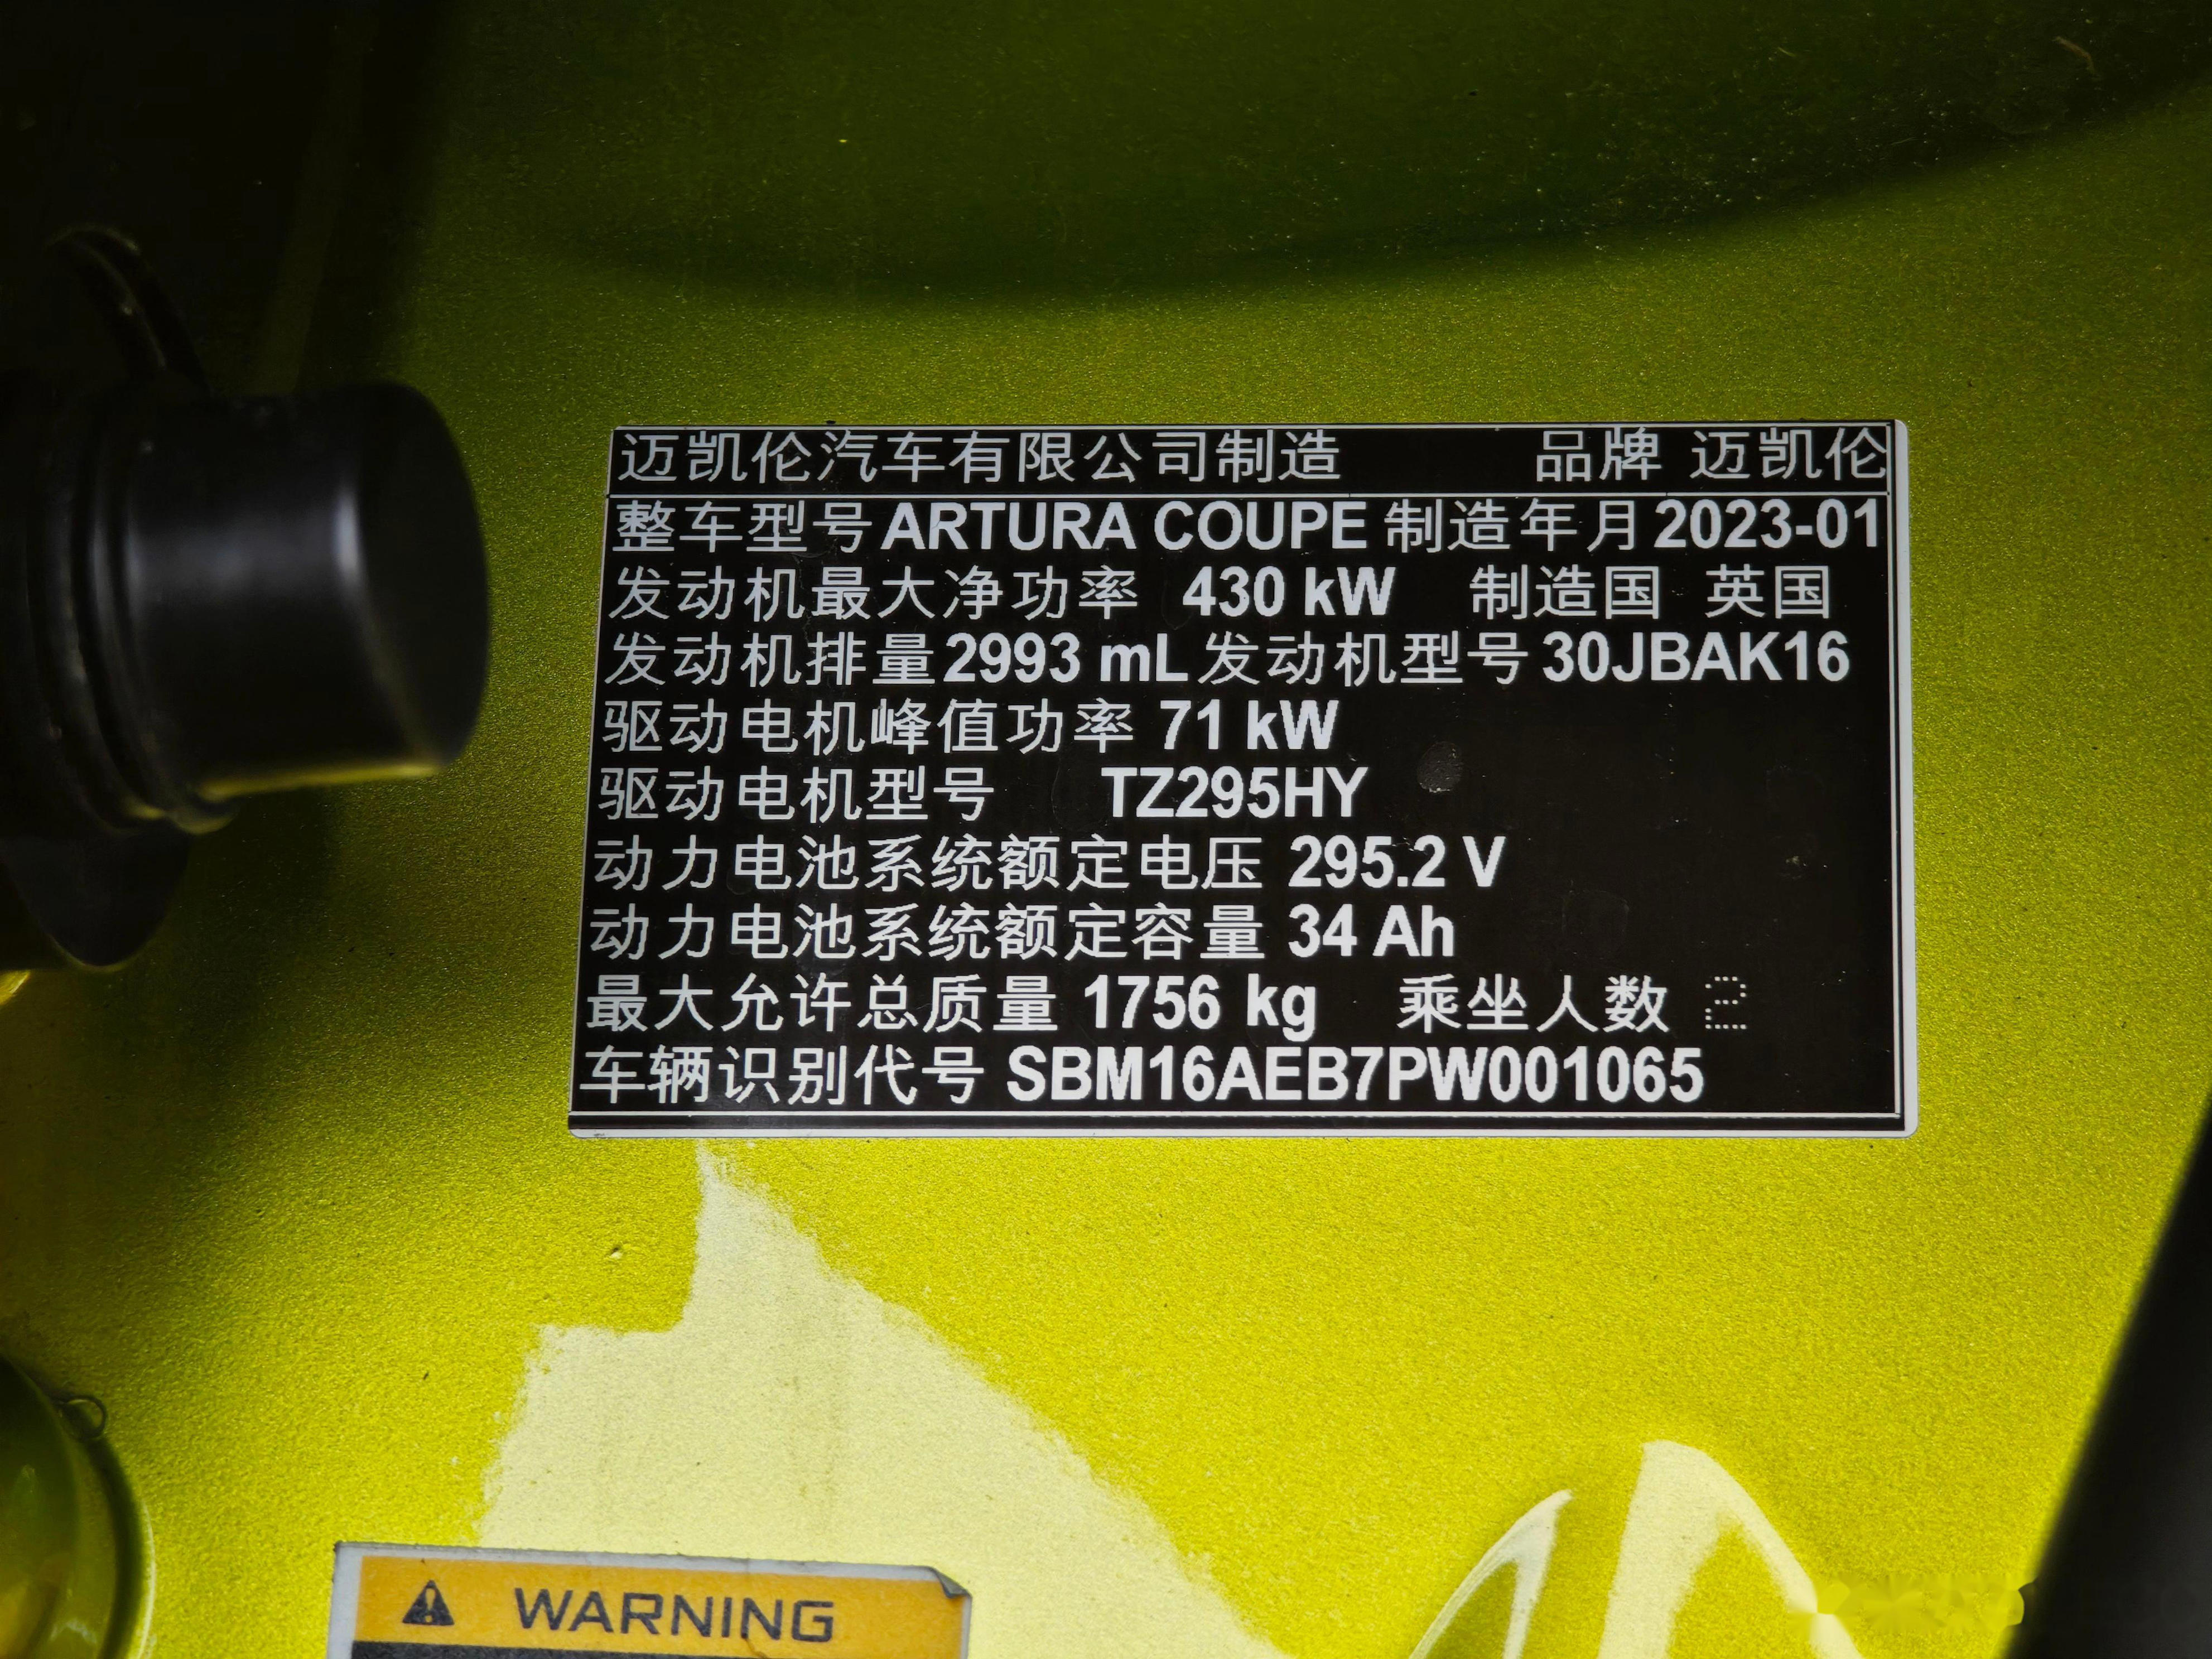 迈凯伦汽车有限公司制造 品牌 迈凯伦
整车型号 ARTURA COUPE 制造年月 2023-01
发动机最大净功率 430 kW 制造国 英国
发动机排量 2993 mL 发动机型号 30JBAK16
驱动电机峰值功率 71 kW
驱动电机型号 TZ295HY
动力电池系统额定电压 295.2 V
动力电池系统额定容量 34 Ah
最大允许总质量 1756 kg 乘坐人数 2
车辆识别代号 SBM16AEB7PW001065
WARNING